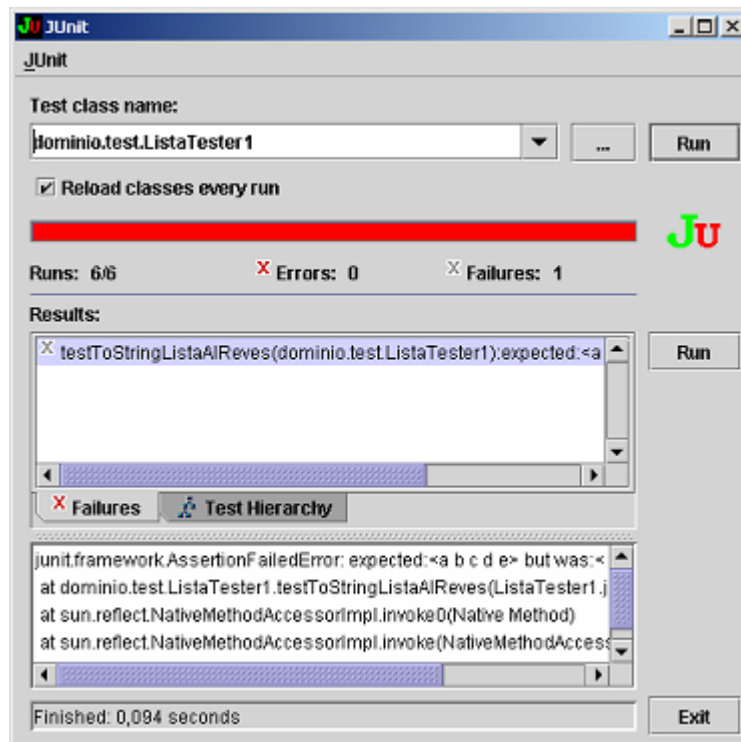 JU JUnit
JUnit
Test class name:
dominio.test.ListaTester1
...
Run
Reload classes every run
JU
Runs: 6/6
X Errors: 0
X Failures: 1
Results:
X testToStringListaAlReves(dominio.test.ListaTester1):expected:<a
Run
X Failures
Test Hierarchy
junit.framework.AssertionFailedError: expected:<a b c d e> but was:<
at dominio.test.ListaTester1.testToStringListaAlReves(ListaTester1.j
at sun.reflect.NativeMethodAccessorImpl.invoke0(Native Method)
at sun.reflect.NativeMethodAccessorImpl.invoke(NativeMethodAccess
Finished: 0,094 seconds
Exit